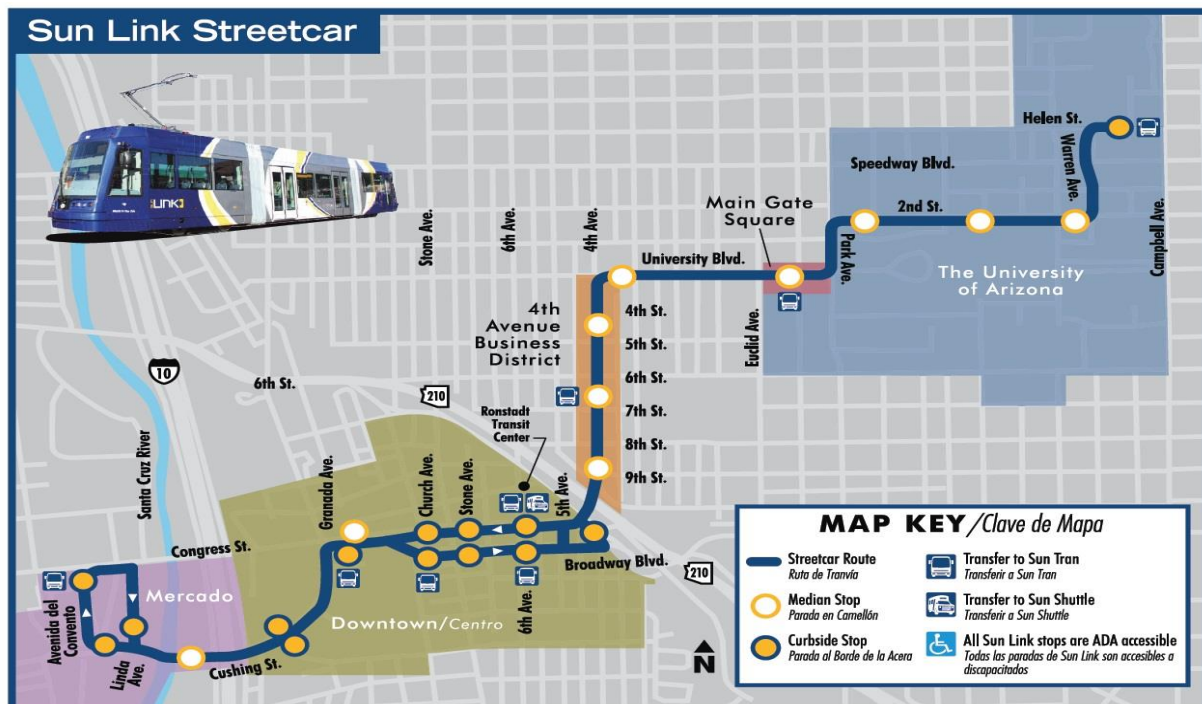 Sun Link Streetcar
LINK
Helen St.
Warren Ave.
Speedway Blvd.
2nd St.
Campbell Ave.
Main Gate
Square
Park Ave.
The University
of Arizona
Stone Ave.
6th Ave.
4th Ave.
University Blvd.
Euclid Ave.
4th
Avenue
Business
District
4th St.
5th St.
6th St.
7th St.
8th St.
9th St.
10
6th St.
210
Ronstadt
Transit
Center
Santa Cruz River
Granada Ave.
Church Ave.
Stone Ave.
5th Ave.
Congress St.
Broadway Blvd.
210
Mercado
Avenida del
Convento
Linda
Ave.
Cushing St.
Downtown/Centro
6th Ave.
N
MAP KEY/Clave de Mapa
Streetcar Route
Ruta de Tranvía
Median Stop
Parada en Camellón
Curbside Stop
Parada al Borde de la Acera
Transfer to Sun Tran
Transferir a Sun Tran
Transfer to Sun Shuttle
Transferir a Sun Shuttle
All Sun Link stops are ADA accessible
Todas las paradas de Sun Link son accesibles a
discapacitados